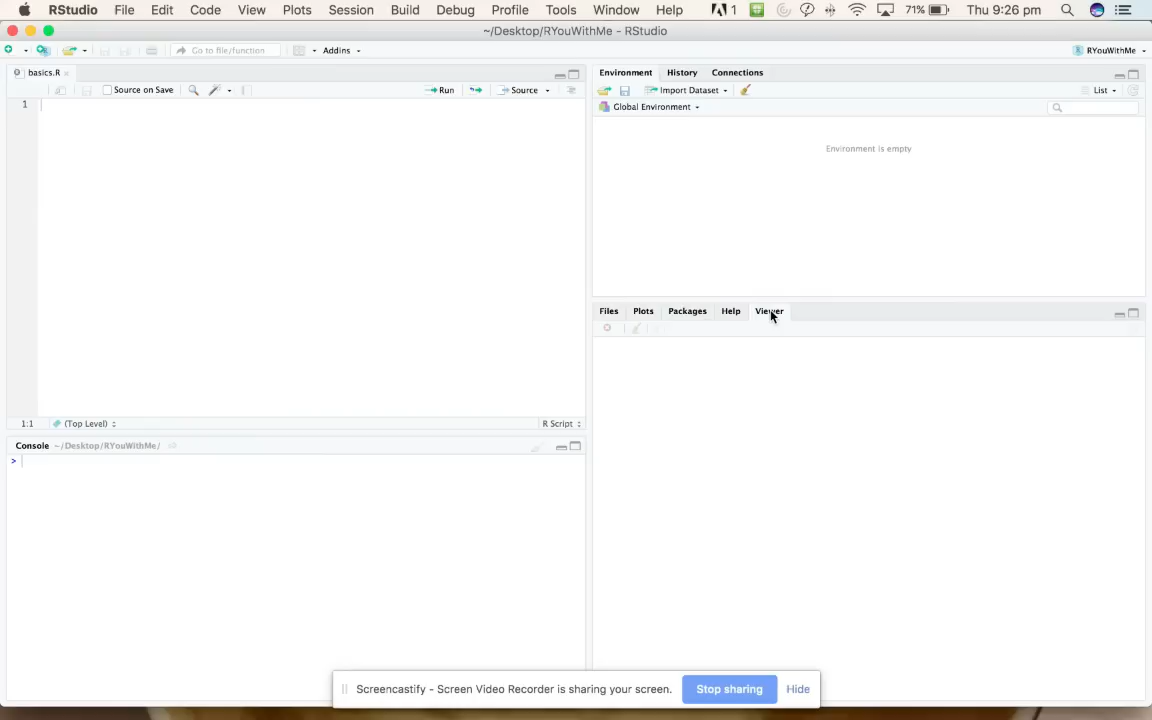 RStudio File Edit Code View Plots Session Build Debug Profile Tools Window Help 1 71% Thu 9:26 pm
~/Desktop/RYouWithMe - RStudio
Go to file/function Addins RYouWithMe
basics.R
Source on Save Run Source
1
1:1 (Top Level) R Script
Console ~/Desktop/RYouWithMe/
>
Environment History Connections
Import Dataset List
Global Environment
Environment is empty
Files Plots Packages Help Viewer
Screencastify - Screen Video Recorder is sharing your screen. Stop sharing Hide